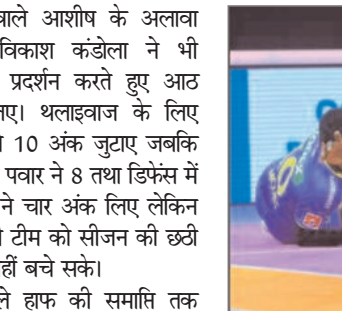 वाले आशीष के अलावा
विकाश कंडोला ने भी
प्रदर्शन करते हुए आठ
लिए। थलाइवाज के लिए
10 अंक जुटाए जबकि
पवार ने 8 तथा डिफेंस में
ने चार अंक लिए लेकिन
टीम को सीजन की छठी
नहीं बचे सके।
हाफ की समाप्ति तक